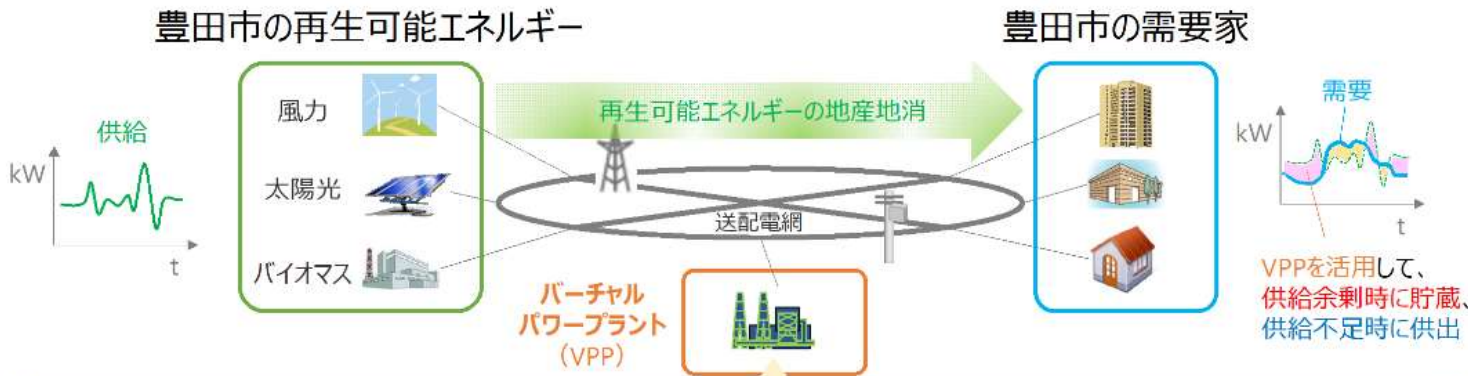 豊田市の再生可能エネルギー
豊田市の需要家
供給
kW
t
風力
太陽光
バイオマス
再生可能エネルギーの地産地消
送配電網
バーチャル
パワープラント
（VPP）
需要
kW
t
VPPを活用して、
供給余剰時に貯蔵、
供給不足時に供出